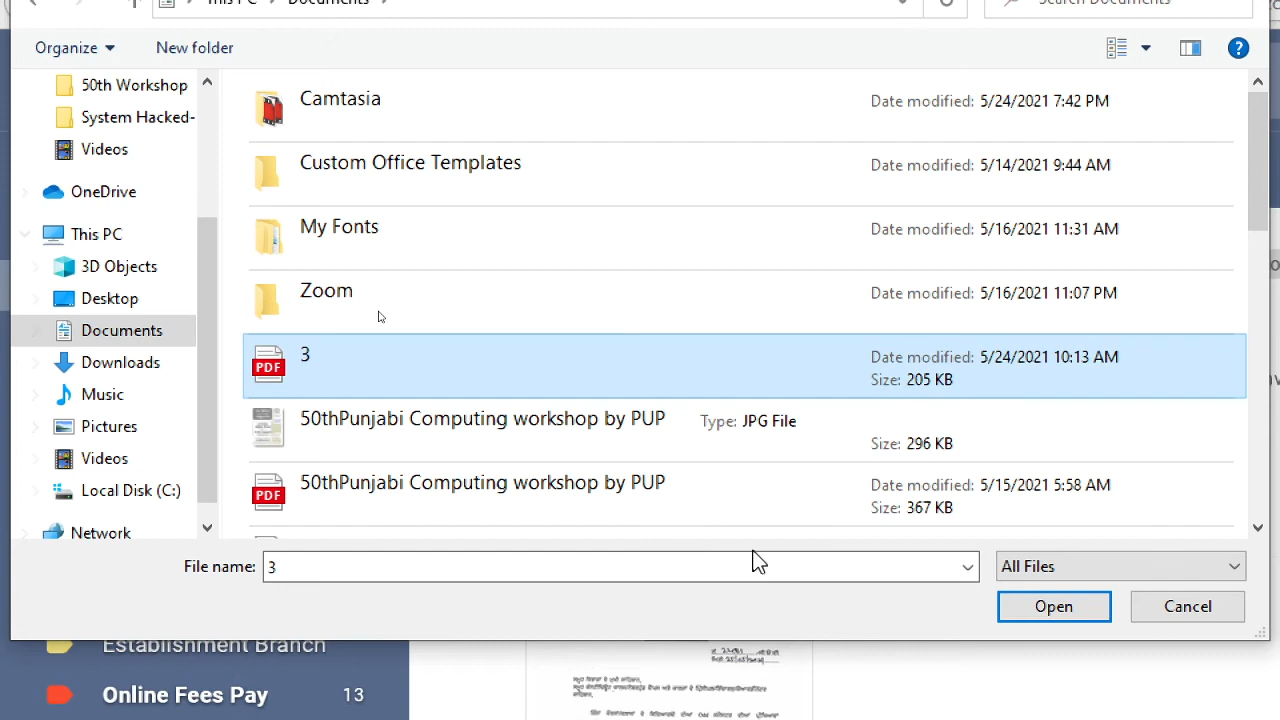 This PC Documents
Search Documents
Organize
New folder
50th Workshop
System Hacked-
Videos
OneDrive
This PC
3D Objects
Desktop
Documents
Downloads
Music
Pictures
Videos
Local Disk (C:)
Network
Camtasia
Date modified: 5/24/2021 7:42 PM
Custom Office Templates
Date modified: 5/14/2021 9:44 AM
My Fonts
Date modified: 5/16/2021 11:31 AM
Zoom
Date modified: 5/16/2021 11:07 PM
PDF
3
Date modified: 5/24/2021 10:13 AM
Size: 205 KB
50thPunjabi Computing workshop by PUP
Type: JPG File
Size: 296 KB
PDF
50thPunjabi Computing workshop by PUP
Date modified: 5/15/2021 5:58 AM
Size: 367 KB
File name: 3
All Files
Open
Cancel
Establishment Branch
Online Fees Pay 13